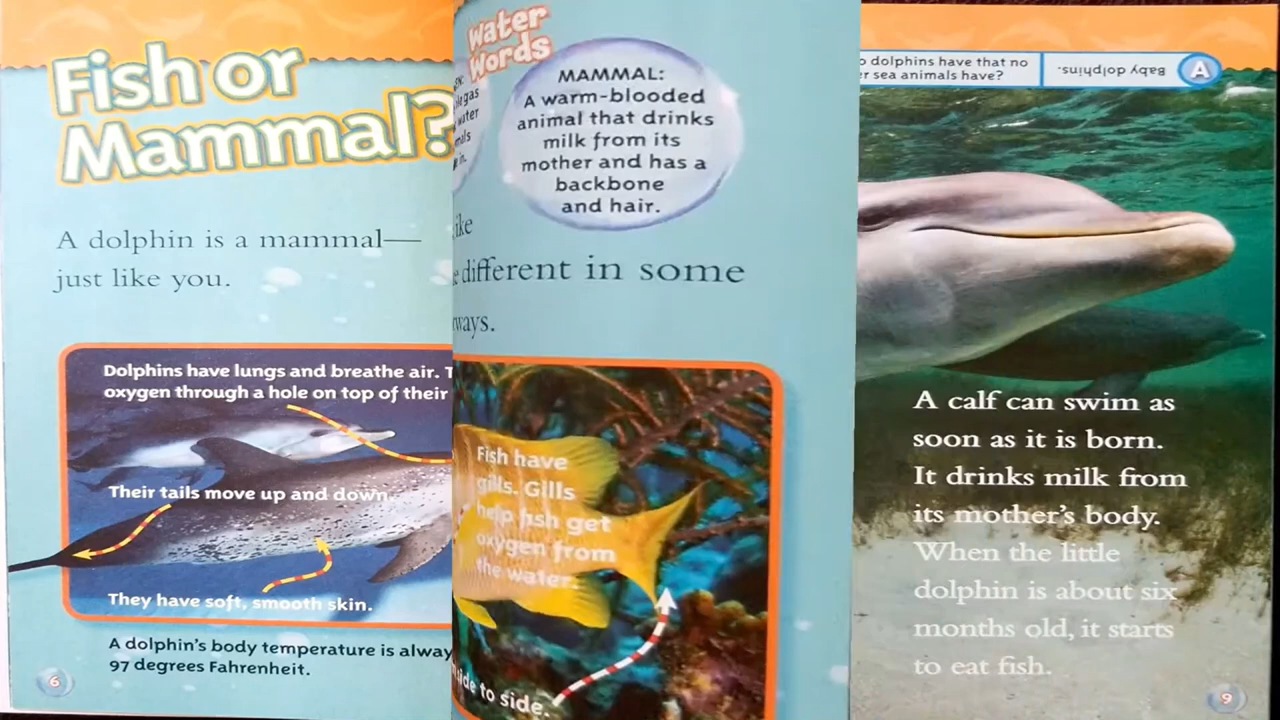 Fish or
Mammal?
A dolphin is a mammal—
just like you.
Dolphins have lungs and breathe air.
oxygen through a hole on top of their
Their tails move up and down.
They have soft, smooth skin.
A dolphin's body temperature is
97 degrees Fahrenheit.
6
Water
Words
MAMMAL:
A warm-blooded
animal that drinks
milk from its
mother and has a
backbone
and hair.
water
different in some
ways.
Fish have
gills. Gills
help fish get
oxygen from
the water.
side to side.
dolphins have that no
sea animals have?
Baby dolphins.
A
A calf can swim as
soon as it is born.
It drinks milk from
its mother's body.
When the little
dolphin is about six
months old, it starts
to eat fish.
9